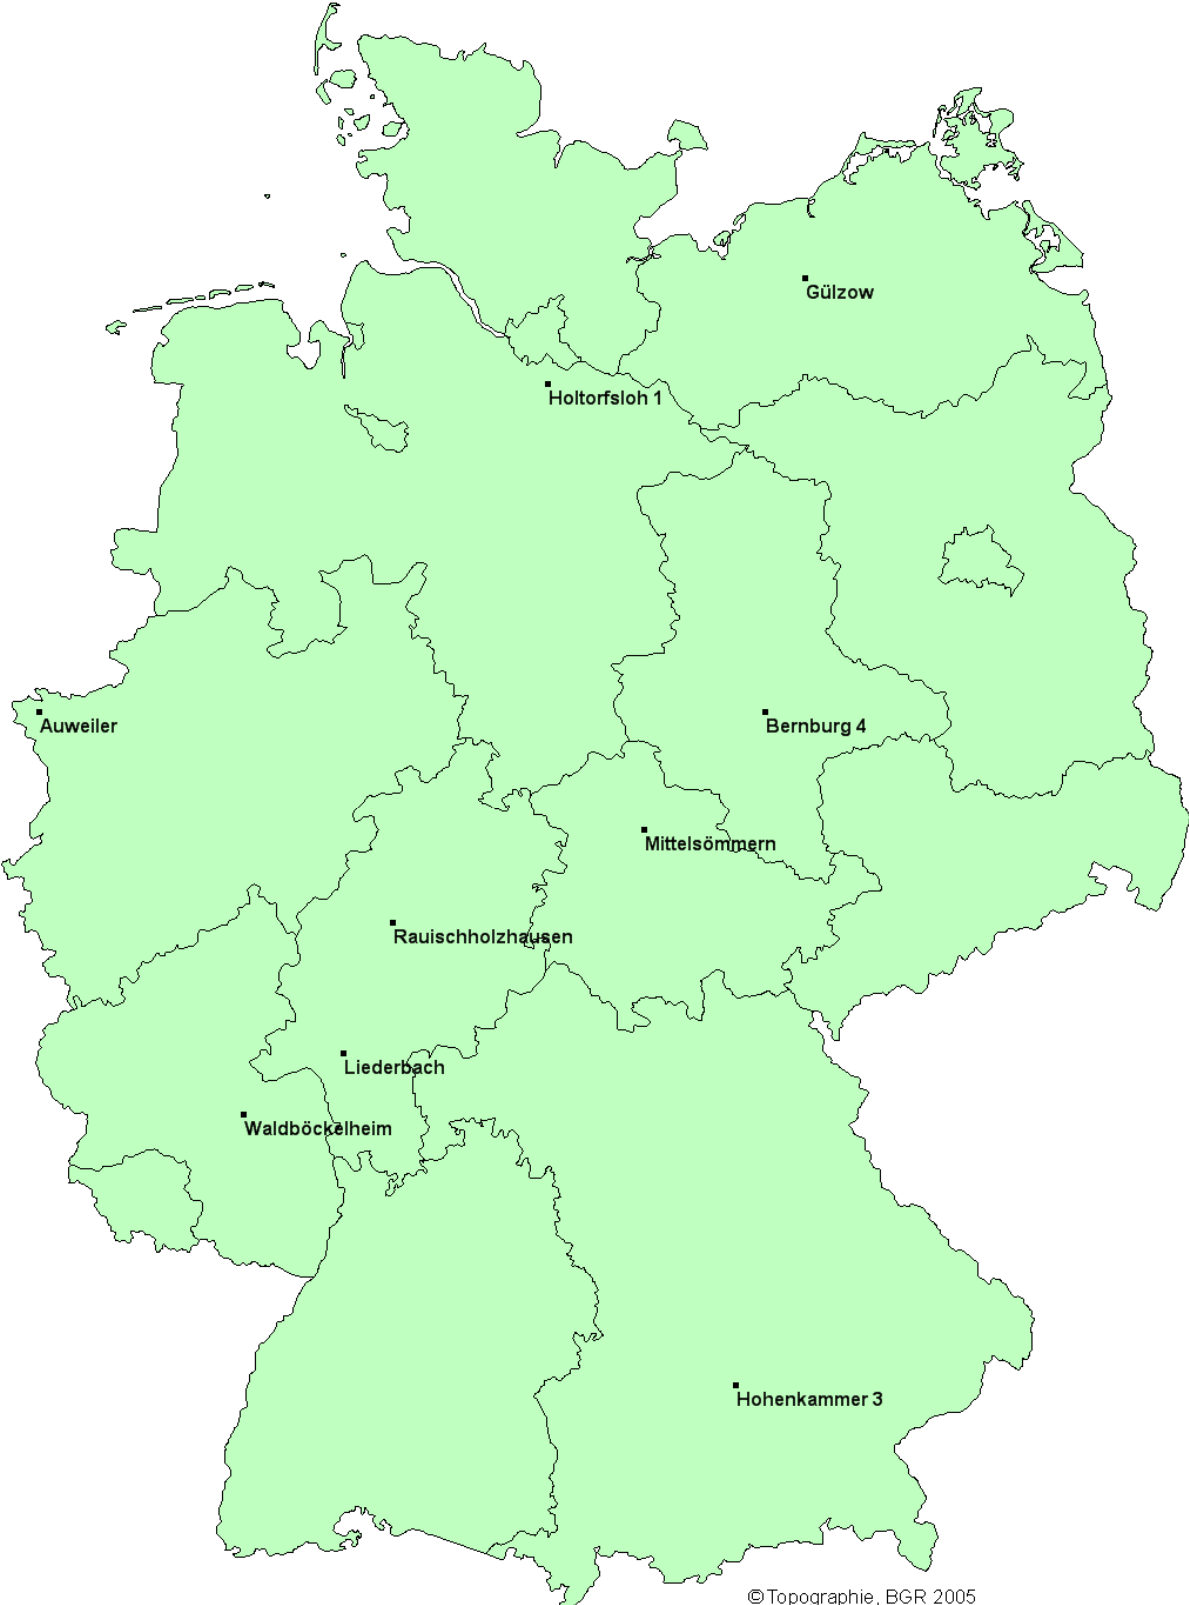 Gülzow
Holtorfsloh 1
Auweiler
Bernburg 4
Mittelsömmern
Rauischholzhausen
Liederbach
Waldböckelheim
Hohenkammer 3
© Topographie, BGR 2005